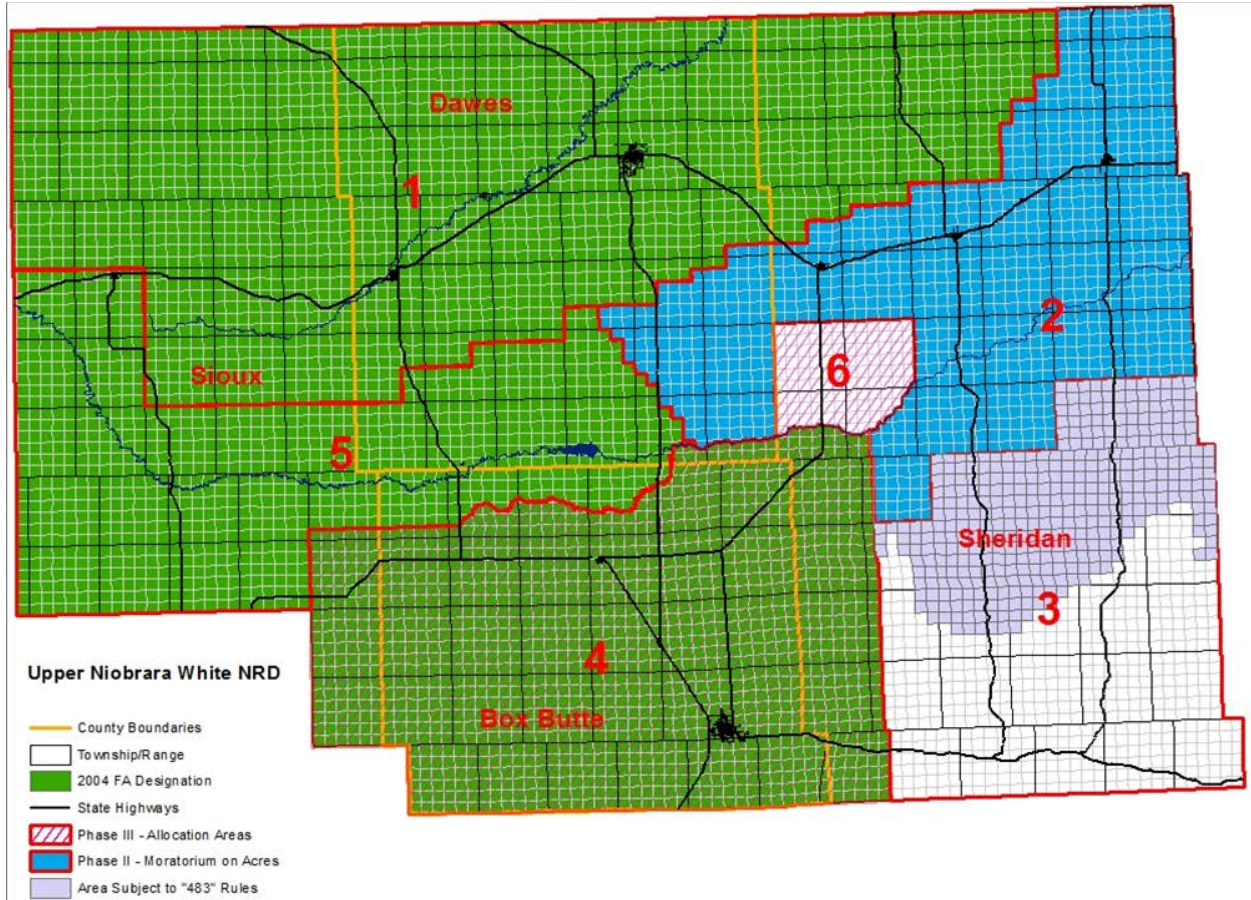 Dawes
1
2
Sioux
6
5
Sheridan
3
4
Box Butte
Upper Niobrara White NRD
County Boundaries
Township/Range
2004 FA Designation
State Highways
Phase III - Allocation Areas
Phase II - Moratorium on Acres
Area Subject to "483" Rules